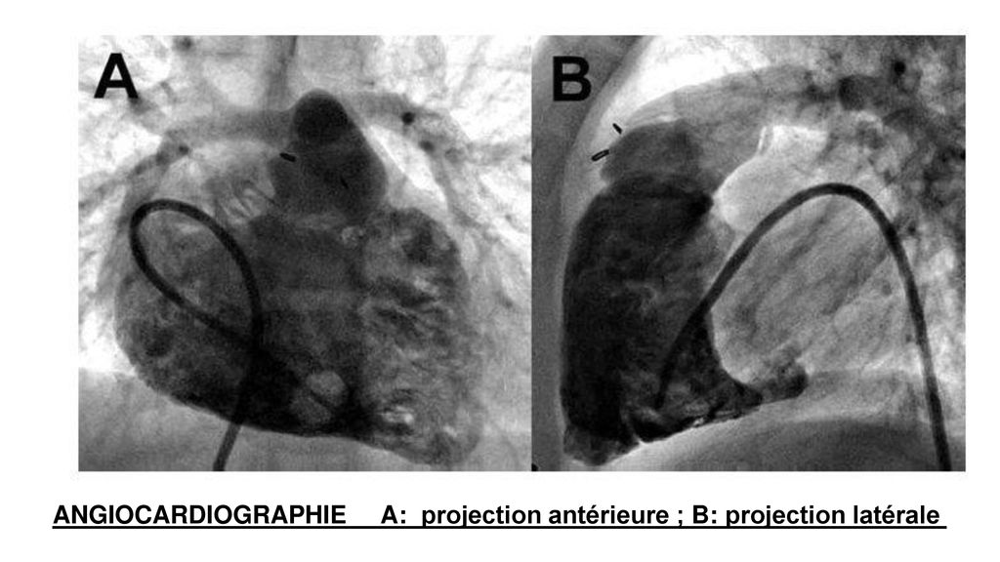 A
B
ANGIOCARDIOGRAPHIE A: projection antérieure ; B: projection latérale